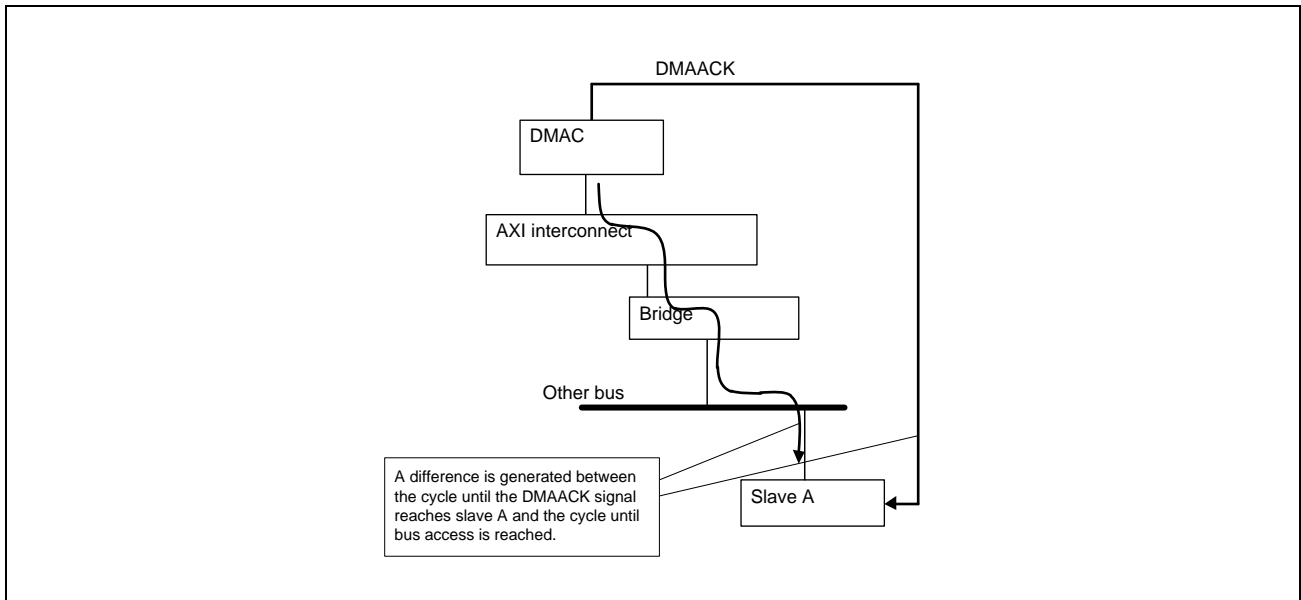 DMAACK
DMAC
AXI interconnect
Bridge
Other bus
A difference is generated between
the cycle until the DMAACK signal
reaches slave A and the cycle until
bus access is reached.
Slave A